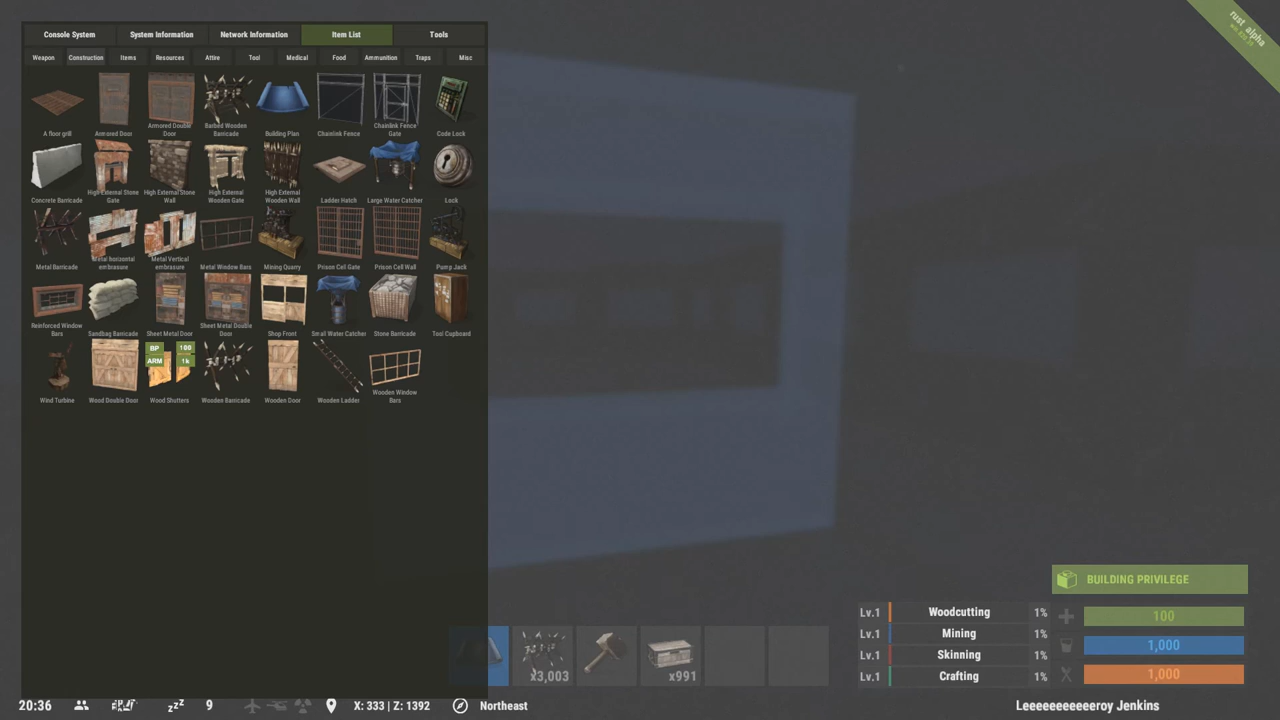 Console System System Information Network Information Item List Tools
Weapon Construction Items Resources Attire Tool Medical Food Ammunition Traps Misc
A floor grill Armored Door Armored Double Door Barbed Wooden Barricade Building Plan Chainlink Fence Chainlink Fence Gate Code Lock
Concrete Barricade High External Stone Gate High External Stone Wall High External Wooden Gate High External Wooden Wall Ladder Hatch Large Water Catcher Lock
Metal Barricade Metal horizontal embrasure Metal Vertical embrasure Metal Window Bars Mining Quarry Prison Cell Gate Prison Cell Wall Pump Jack
Reinforced Window Bars Sandbag Barricade Sheet Metal Door Sheet Metal Double Door Shop Front Small Water Catcher Stone Barricade Tool Cupboard
BP 100
ARM 1k
Wind Turbine Wood Double Door Wood Shutters Wooden Barricade Wooden Door Wooden Ladder Wooden Window Bars
rust alpha
BUILDING PRIVILEGE
Lv.1 Woodcutting 1% 100
Lv.1 Mining 1% 1,000
Lv.1 Skinning 1%
Lv.1 Crafting 1% 1,000
x3,003 x991
20:36 zzz 9 X: 333 | Z: 1392 Northeast Leeeeeeeeeeeroy Jenkins